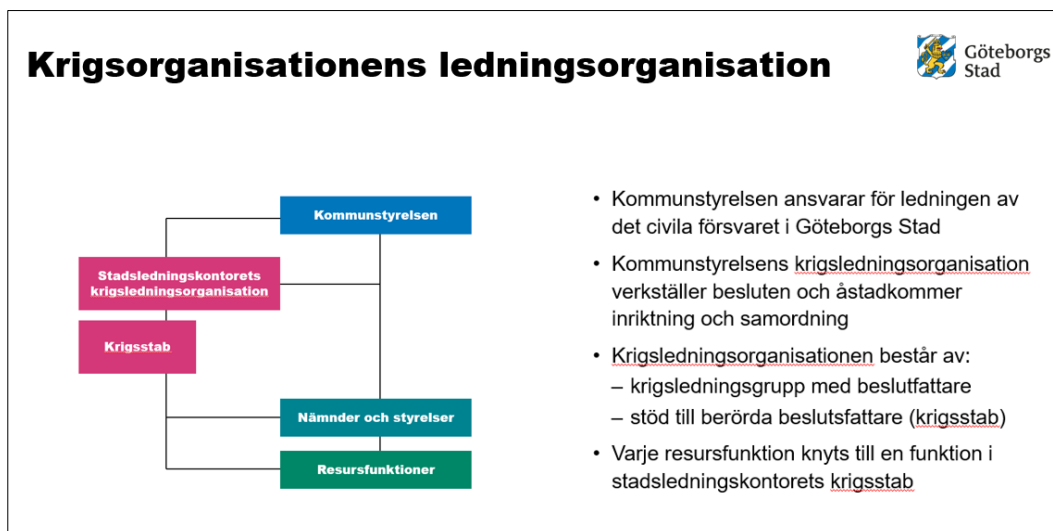 Krigsorganisationens ledningsorganisation
Göteborgs
Stad
Kommunstyrelsen
Stadsledningskontorets
krigsledningsorganisation
Krigsstab
Nämnder och styrelser
Resursfunktioner
• Kommunstyrelsen ansvarar för ledningen av
det civila försvaret i Göteborgs Stad
• Kommunstyrelsens krigsledningsorganisation
verkställer besluten och åstadkommer
inriktning och samordning
• Krigsledningsorganisationen består av:
– krigsledningsgrupp med beslutfattare
– stöd till berörda beslutsfattare (krigsstab)
• Varje resursfunktion knyts till en funktion i
stadsledningskontorets krigsstab